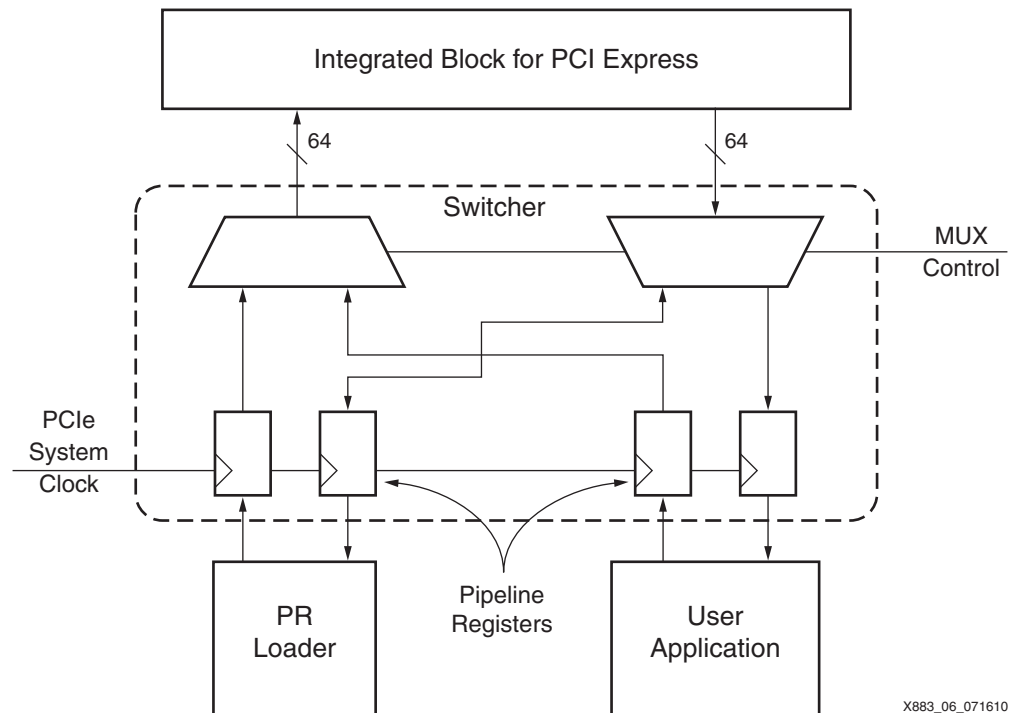 Integrated Block for PCI Express
64
64
Switcher
MUX
Control
PCIe
System
Clock
Pipeline
Registers
PR
Loader
User
Application
X883_06_071610